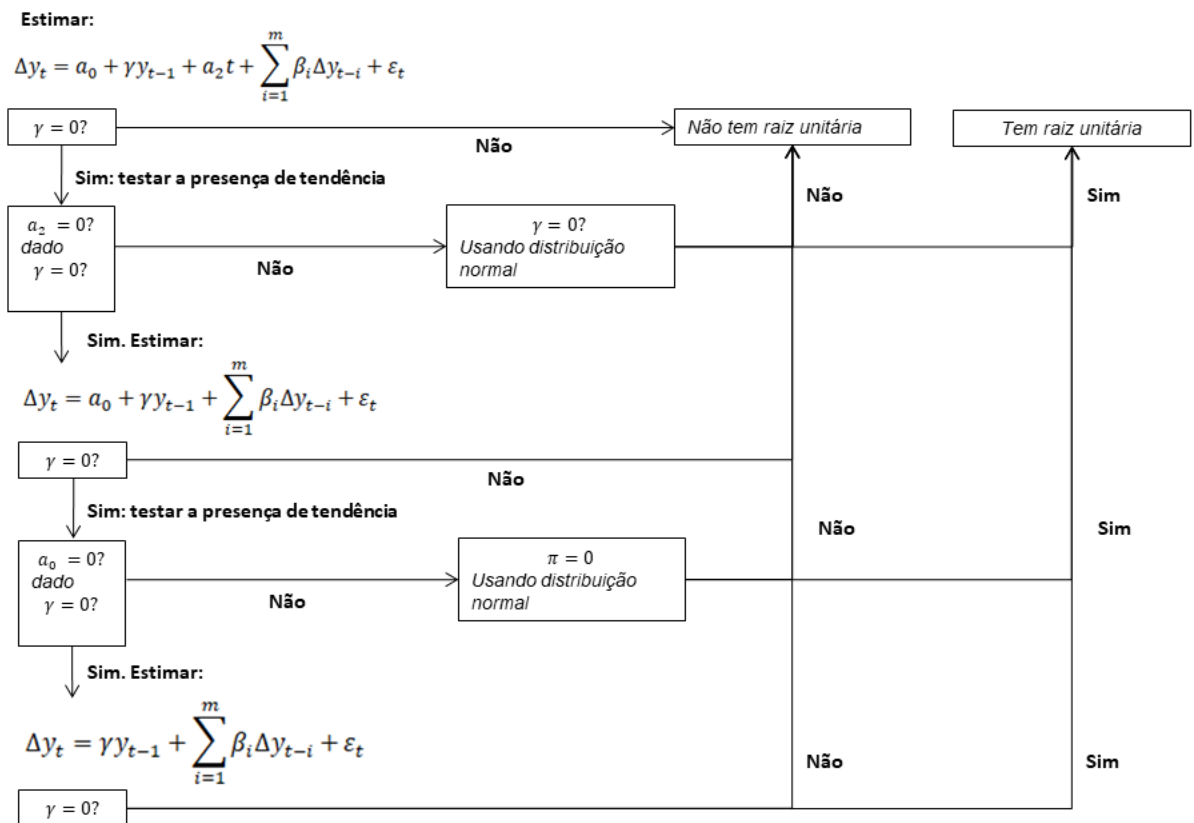 Estimar:
Δy_t = a_0 + γy_{t−1} + a_2t + ∑_{i=1}^{m} β_iΔy_{t−i} + ε_t
γ = 0?
Não
Não tem raiz unitária
Tem raiz unitária
Sim: testar a presença de tendência
Não
Sim
a_2 = 0?
dado
γ = 0?
Não
γ = 0?
Usando distribuição
normal
Sim. Estimar:
Δy_t = a_0 + γy_{t−1} + ∑_{i=1}^{m} β_iΔy_{t−i} + ε_t
γ = 0?
Não
Sim: testar a presença de tendência
Não
Sim
a_0 = 0?
dado
γ = 0?
Não
π = 0
Usando distribuição
normal
Sim. Estimar:
Δy_t = γy_{t−1} + ∑_{i=1}^{m} β_iΔy_{t−i} + ε_t
Não
Sim
γ = 0?